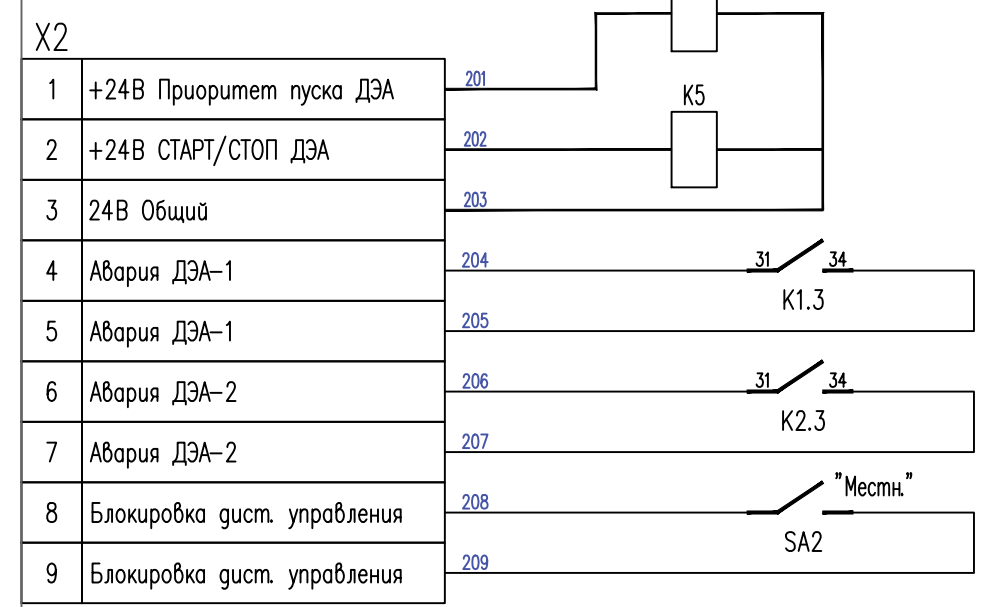 X2
1 +24В Приоритет пуска ДЭА 201
K5
2 +24В СТАРТ/СТОП ДЭА 202
3 24В Общий 203
4 Авария ДЭА-1 204 31 34
K1.3
5 Авария ДЭА-1 205
6 Авария ДЭА-2 206 31 34
K2.3
7 Авария ДЭА-2 207
8 Блокировка дист. управления 208 "Местн."
SA2
9 Блокировка дист. управления 209